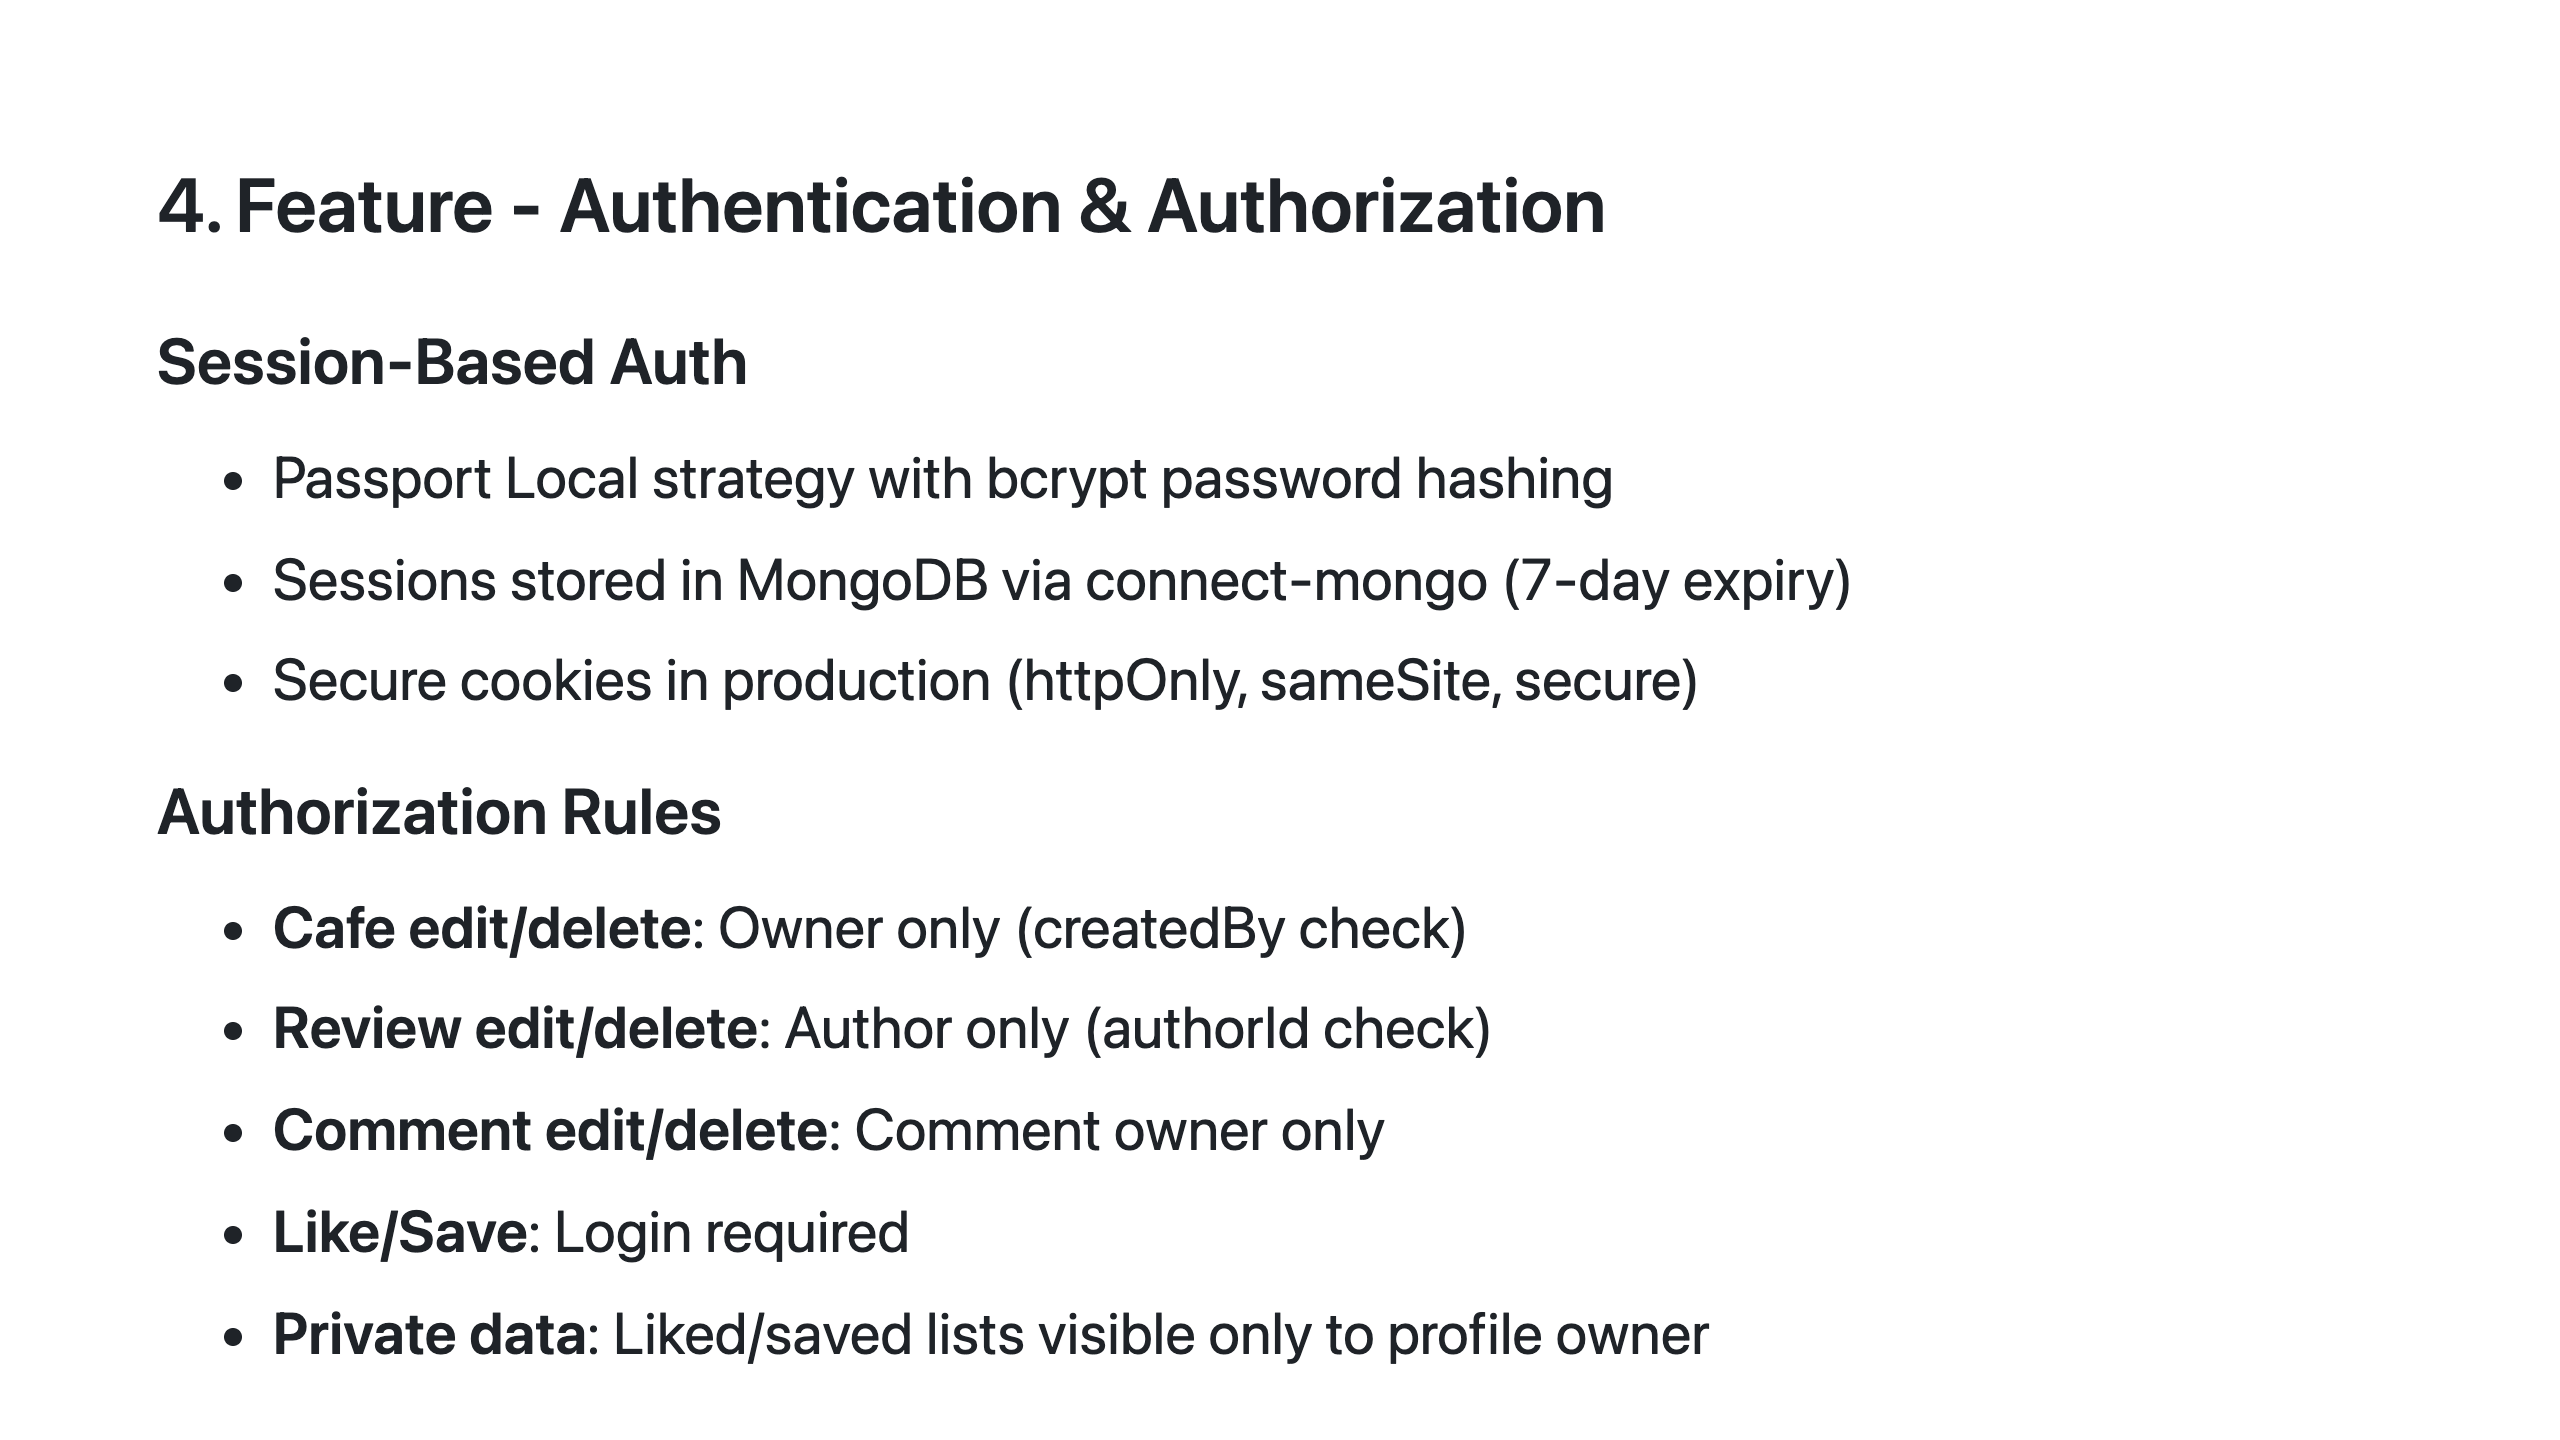 4. Feature - Authentication & Authorization
Session-Based Auth
• Passport Local strategy with bcrypt password hashing
• Sessions stored in MongoDB via connect-mongo (7-day expiry)
• Secure cookies in production (httpOnly, sameSite, secure)
Authorization Rules
• Cafe edit/delete: Owner only (createdBy check)
• Review edit/delete: Author only (authorId check)
• Comment edit/delete: Comment owner only
• Like/Save: Login required
• Private data: Liked/saved lists visible only to profile owner